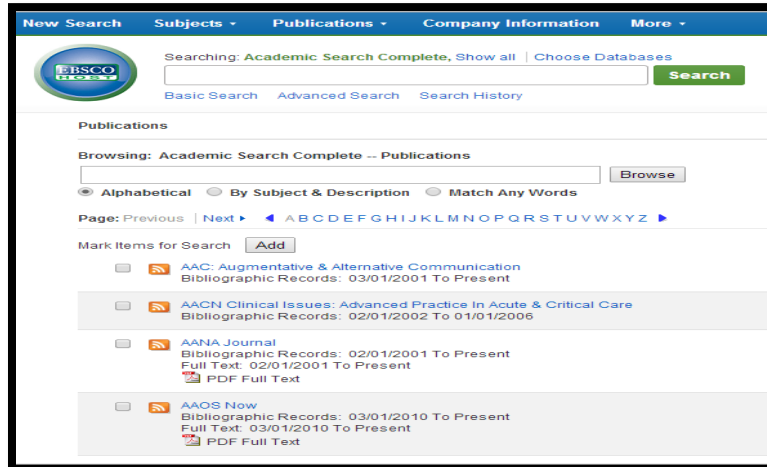 New Search Subjects Publications Company Information More
Searching: Academic Search Complete, Show all | Choose Databases
EBSCO
HOST
Search
Basic Search Advanced Search Search History
Publications
Browsing: Academic Search Complete -- Publications
Browse
Alphabetical By Subject & Description Match Any Words
Page: Previous | Next A B C D E F G H I J K L M N O P Q R S T U V W X Y Z
Mark Items for Search Add
AAC: Augmentative & Alternative Communication
Bibliographic Records: 03/01/2001 To Present
AACN Clinical Issues: Advanced Practice In Acute & Critical Care
Bibliographic Records: 02/01/2002 To 01/01/2006
AANA Journal
Bibliographic Records: 02/01/2001 To Present
Full Text: 02/01/2001 To Present
PDF Full Text
AAOS Now
Bibliographic Records: 03/01/2010 To Present
Full Text: 03/01/2010 To Present
PDF Full Text